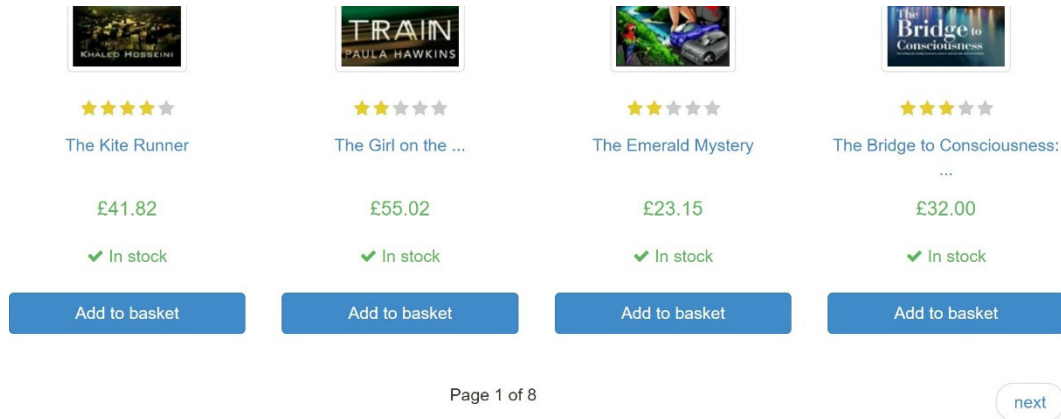 KHALED HOSSEINI
TRAIN
PAULA HAWKINS
The
Bridge to
Consciousness
The Kite Runner
The Girl on the ...
The Emerald Mystery
The Bridge to Consciousness:
...
£41.82
£55.02
£23.15
£32.00
In stock
In stock
In stock
In stock
Add to basket
Add to basket
Add to basket
Add to basket
Page 1 of 8
next